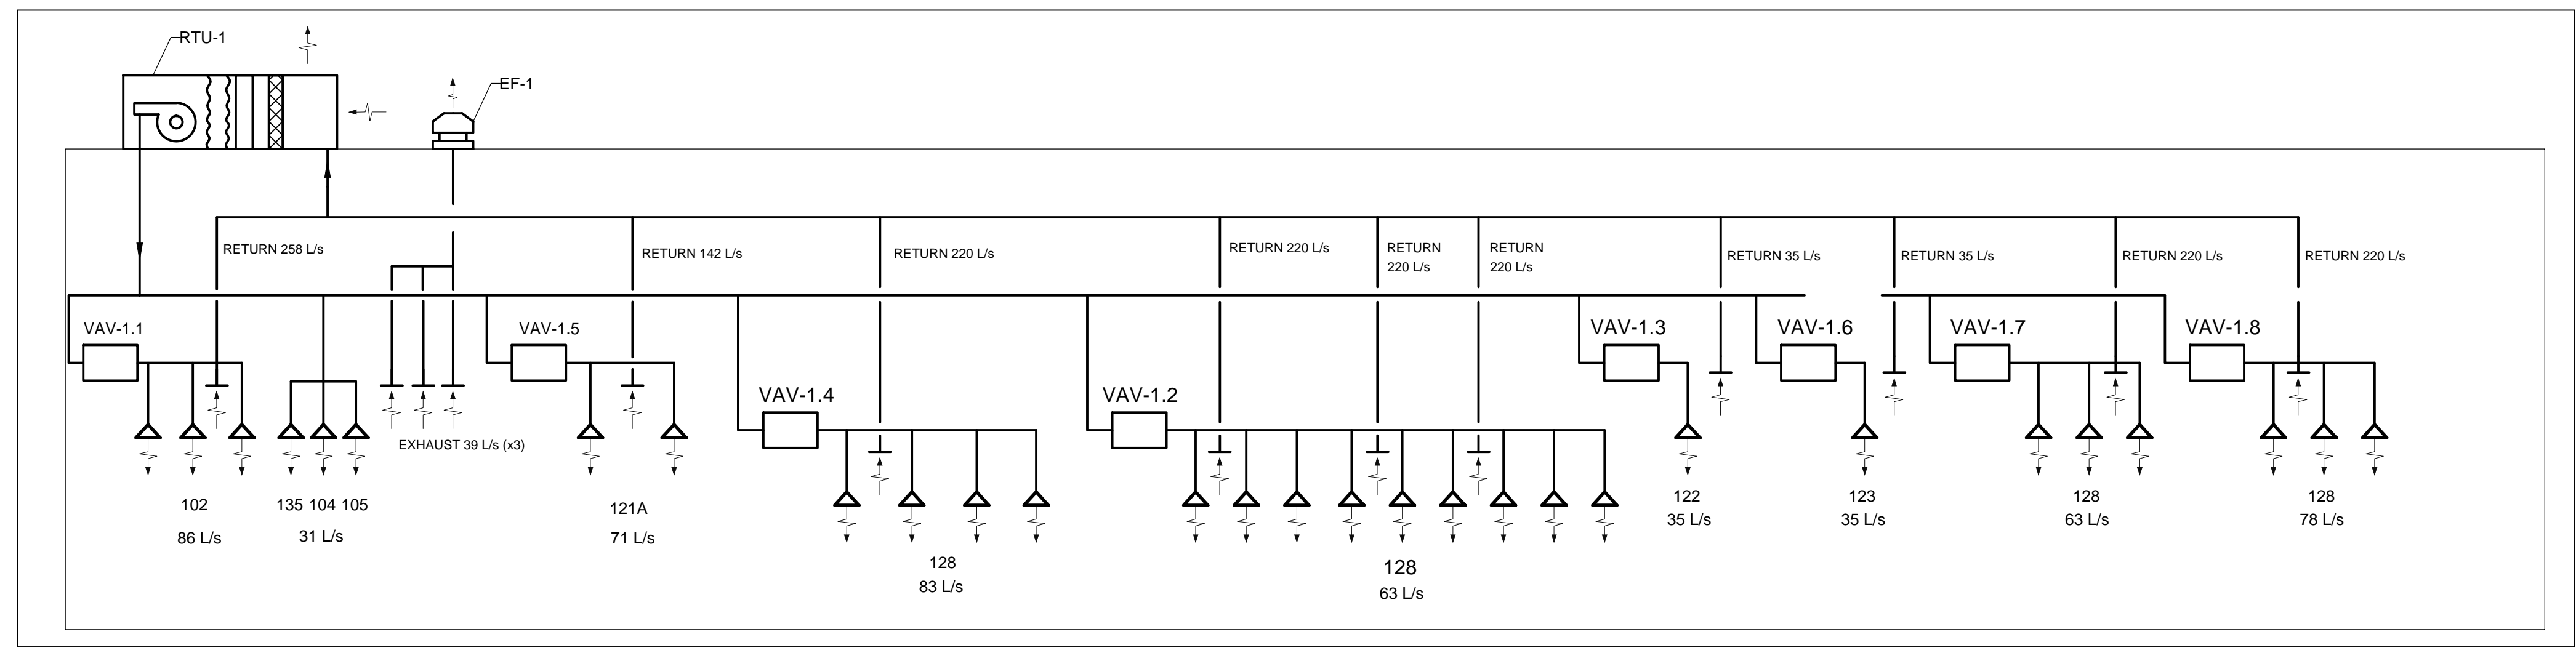 RTU-1
EF-1
RETURN 258 L/s
RETURN 142 L/s
RETURN 220 L/s
RETURN 220 L/s
RETURN
220 L/s
RETURN
220 L/s
RETURN 35 L/s
RETURN 35 L/s
RETURN 220 L/s
RETURN 220 L/s
VAV-1.1
VAV-1.5
VAV-1.4
VAV-1.2
VAV-1.3
VAV-1.6
VAV-1.7
VAV-1.8
EXHAUST 39 L/s (x3)
102
86 L/s
135 104 105
31 L/s
121A
71 L/s
128
83 L/s
128
63 L/s
122
35 L/s
123
35 L/s
128
63 L/s
128
78 L/s